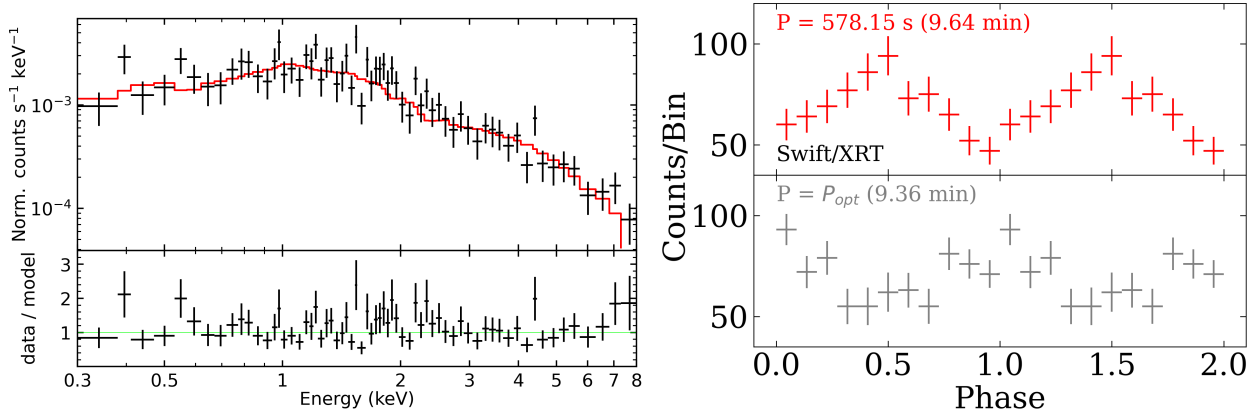 Norm. counts s⁻¹ keV⁻¹
10⁻³
10⁻⁴
data / model
3
2
1
0.3 0.5 1 2 3 4 5 6 7 8
Energy (keV)
P = 578.15 s (9.64 min)
100
50
Swift/XRT
Counts/Bin
P = P_opt (9.36 min)
100
50
0.0 0.5 1.0 1.5 2.0
Phase